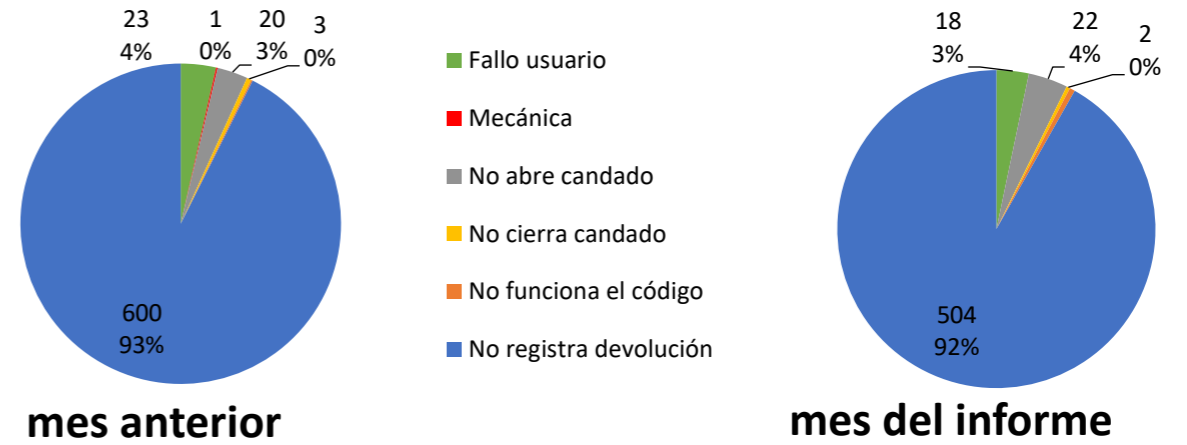 23
4%
1
0%
20
3%
3
0%
600
93%
mes anterior
Fallo usuario
Mecánica
No abre candado
No cierra candado
No funciona el código
No registra devolución
18
3%
22
4%
2
0%
504
92%
mes del informe